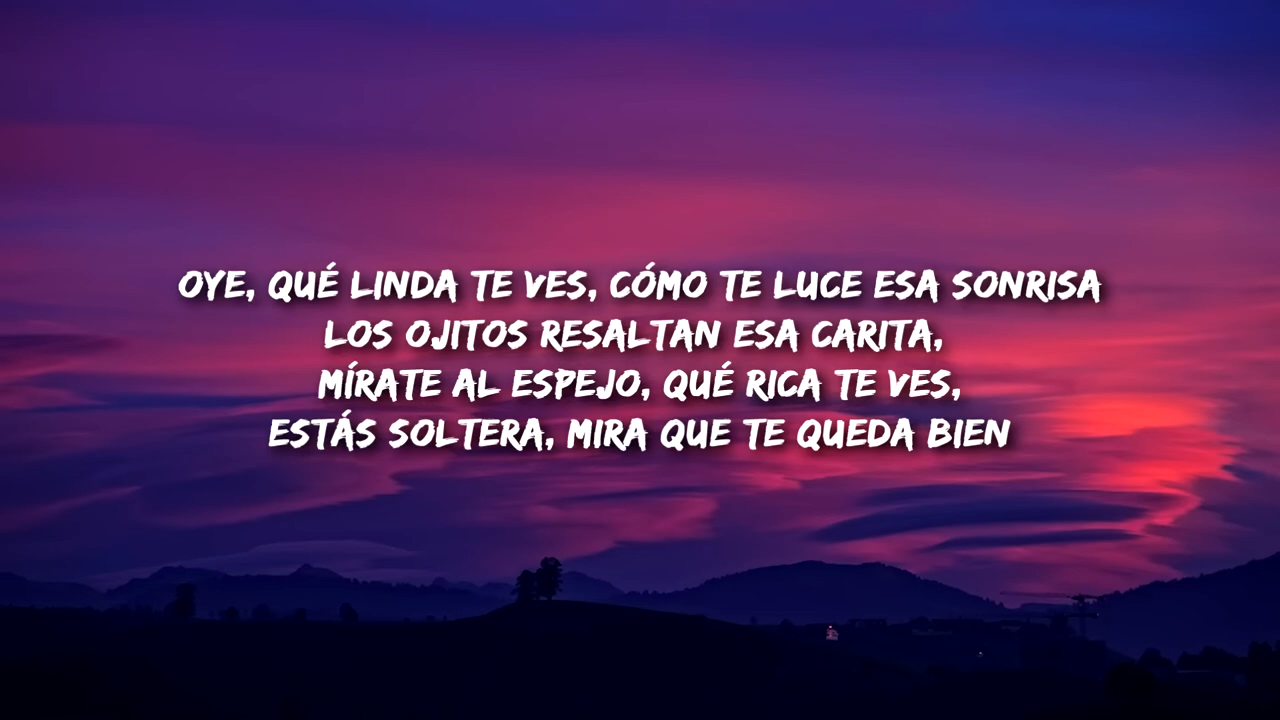 OYE, QUÉ LINDA TE VES, CÓMO TE LUCE ESA SONRISA
LOS OJITOS RESALTAN ESA CARITA,
MÍRATE AL ESPEJO, QUÉ RICA TE VES,
ESTÁS SOLTERA, MIRA QUE TE QUEDA BIEN